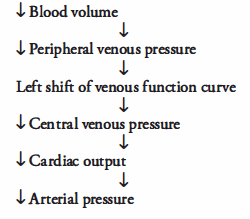 ↓ Blood volume
↓
↓ Peripheral venous pressure
↓
Left shift of venous function curve
↓
↓ Central venous pressure
↓
↓ Cardiac output
↓
↓ Arterial pressure